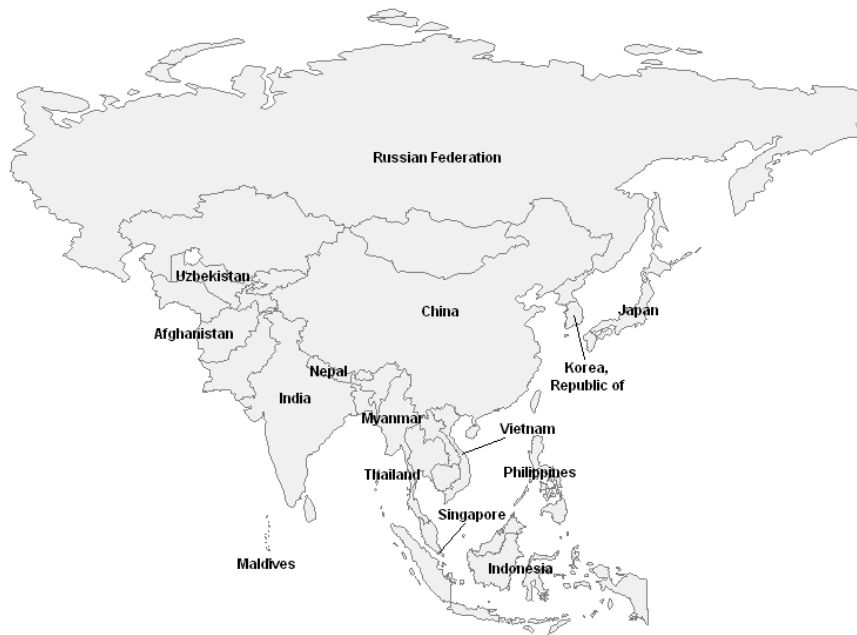 Russian Federation
Uzbekistan
China
Japan
Afghanistan
Korea,
Republic of
Nepal
India
Myanmar
Vietnam
Thailand
Philippines
Singapore
Maldives
Indonesia